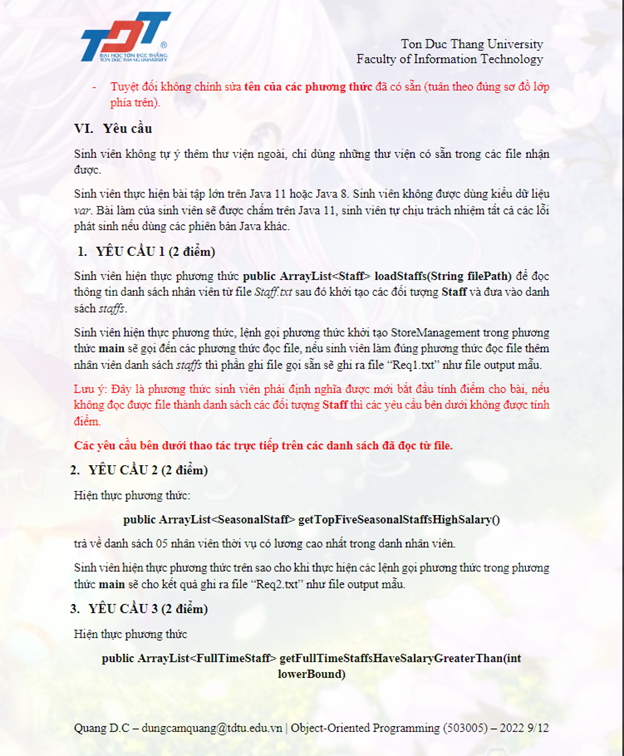 TDT
ĐẠI HỌC TÔN ĐỨC THẮNG
TON DUC THANG UNIVERSITY
Ton Duc Thang University
Faculty of Information Technology
- Tuyệt đối không chỉnh sửa tên của các phương thức đã có sẵn (tuân theo đúng sơ đồ lớp
phía trên).
VI. Yêu cầu
Sinh viên không tự ý thêm thư viện ngoài, chỉ dùng những thư viện có sẵn trong các file nhận
được.
Sinh viên thực hiện bài tập lớn trên Java 11 hoặc Java 8. Sinh viên không được dùng kiểu dữ liệu
var. Bài làm của sinh viên sẽ được chấm trên Java 11, sinh viên tự chịu trách nhiệm tất cả các lỗi
phát sinh nếu dùng các phiên bản Java khác.
1. YÊU CẦU 1 (2 điểm)
Sinh viên hiện thực phương thức public ArrayList<Staff> loadStaffs(String filePath) để đọc
thông tin danh sách nhân viên từ file Staff.txt sau đó khởi tạo các đối tượng Staff và đưa vào danh
sách staffs.
Sinh viên hiện thực phương thức, lệnh gọi phương thức khởi tạo StoreManagement trong phương
thức main sẽ gọi đến các phương thức đọc file, nếu sinh viên làm đúng phương thức đọc file thêm
nhân viên danh sách staffs thì phần ghi file gọi sẵn sẽ ghi ra file “Req1.txt” như file output mẫu.
Lưu ý: Đây là phương thức sinh viên phải định nghĩa được mới bắt đầu tính điểm cho bài, nếu
không đọc được file thành danh sách các đối tượng Staff thì các yêu cầu bên dưới không được tính
điểm.
Các yêu cầu bên dưới thao tác trực tiếp trên các danh sách đã đọc từ file.
2. YÊU CẦU 2 (2 điểm)
Hiện thực phương thức:
public ArrayList<SeasonalStaff> getTopFiveSeasonalStaffsHighSalary()
trả về danh sách 05 nhân viên thời vụ có lương cao nhất trong danh nhân viên.
Sinh viên hiện thực phương thức trên sao cho khi thực hiện các lệnh gọi phương thức trong phương
thức main sẽ cho kết quả ghi ra file “Req2.txt” như file output mẫu.
3. YÊU CẦU 3 (2 điểm)
Hiện thực phương thức
public ArrayList<FullTimeStaff> getFullTimeStaffsHaveSalaryGreaterThan(int
lowerBound)
Quang D.C – dungcamquang@tdtu.edu.vn | Object-Oriented Programming (503005) – 2022 9/12